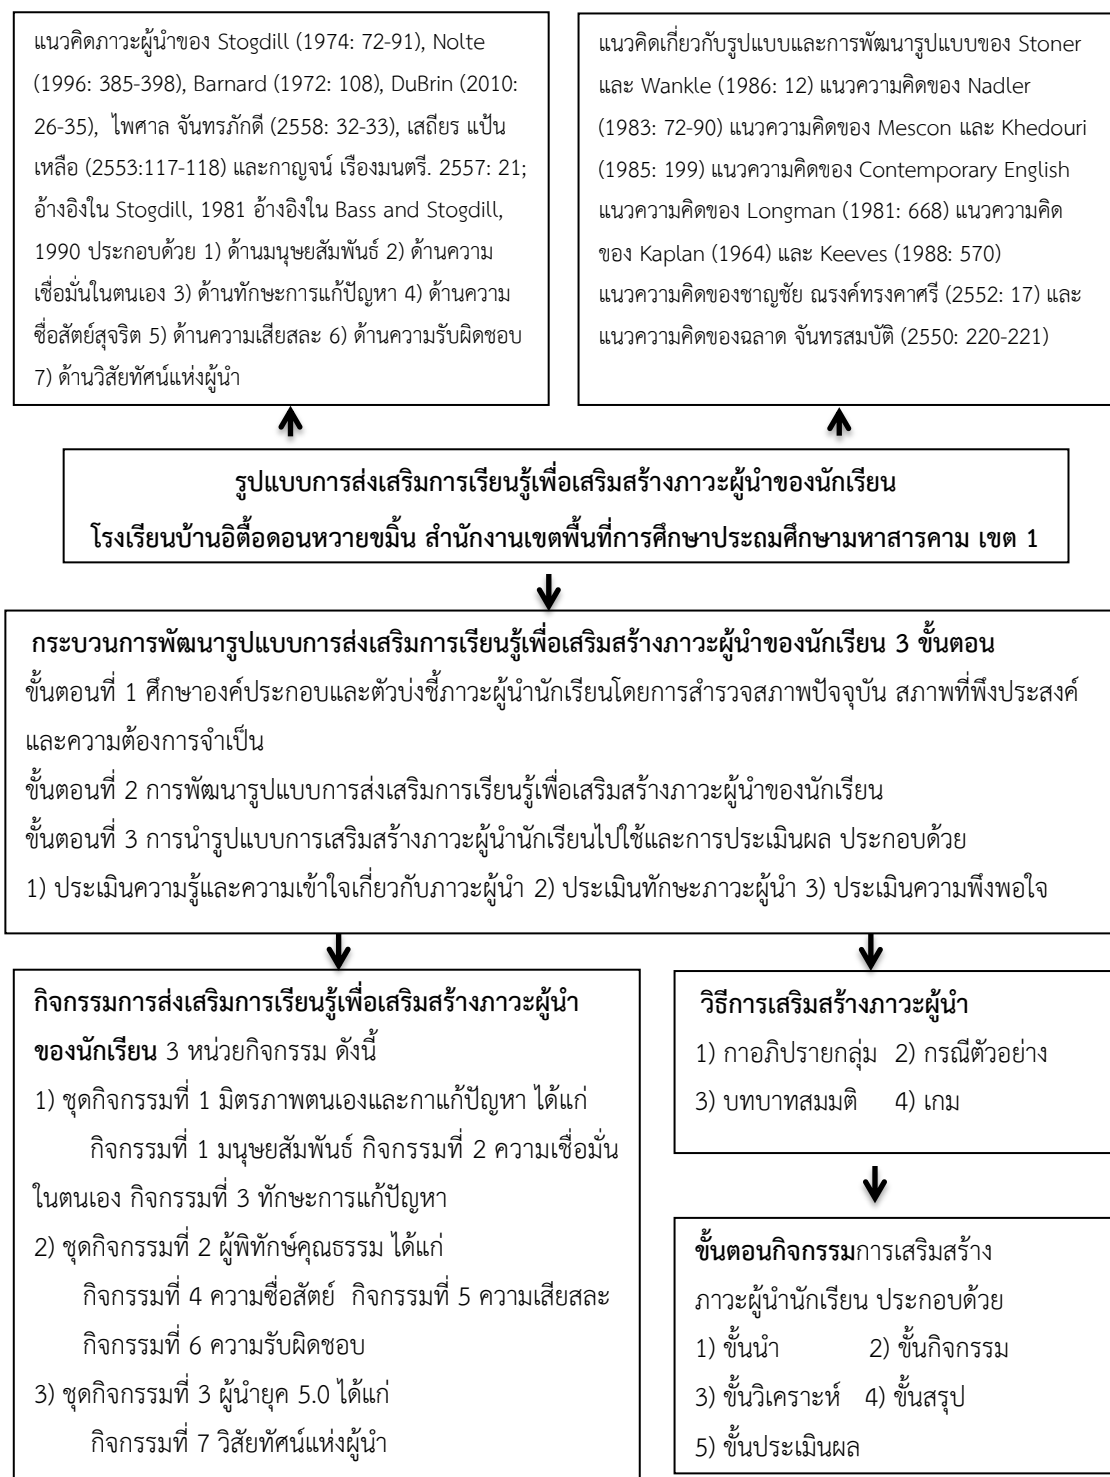 แนวคิดภาวะผู้นำของ Stogdill (1974: 72-91), Nolte
(1996: 385-398), Barnard (1972: 108), DuBrin (2010:
26-35),  ไพศาล จันทรภักดี (2558: 32-33), เสถียร แป้น
เหลือ (2553:117-118) และกาญจน์ เรืองมนตรี. 2557: 21;
อ้างอิงใน Stogdill, 1981 อ้างอิงใน Bass and Stogdill,
1990 ประกอบด้วย 1) ด้านมนุษยสัมพันธ์ 2) ด้านความ
เชื่อมั่นในตนเอง 3) ด้านทักษะการแก้ปัญหา 4) ด้านความ
ซื่อสัตย์สุจริต 5) ด้านความเสียสละ 6) ด้านความรับผิดชอบ
7) ด้านวิสัยทัศน์แห่งผู้นำ
แนวคิดเกี่ยวกับรูปแบบและการพัฒนารูปแบบของ Stoner
และ Wankle (1986: 12) แนวความคิดของ Nadler
(1983: 72-90) แนวความคิดของ Mescon และ Khedouri
(1985: 199) แนวความคิดของ Contemporary English
แนวความคิดของ Longman (1981: 668) แนวความคิด
ของ Kaplan (1964) และ Keeves (1988: 570)
แนวความคิดของชาญชัย ณรงค์ทรงคาศรี (2552: 17) และ
แนวความคิดของฉลาด จันทรสมบัติ (2550: 220-221)
รูปแบบการส่งเสริมการเรียนรู้เพื่อเสริมสร้างภาวะผู้นำของนักเรียน
โรงเรียนบ้านอิตื้อดอนหวายขมิ้น สำนักงานเขตพื้นที่การศึกษาประถมศึกษามหาสารคาม เขต 1
กระบวนการพัฒนารูปแบบการส่งเสริมการเรียนรู้เพื่อเสริมสร้างภาวะผู้นำของนักเรียน 3 ขั้นตอน
ขั้นตอนที่ 1 ศึกษาองค์ประกอบและตัวบ่งชี้ภาวะผู้นำนักเรียนโดยการสำรวจสภาพปัจจุบัน สภาพที่พึงประสงค์
และความต้องการจำเป็น
ขั้นตอนที่ 2 การพัฒนารูปแบบการส่งเสริมการเรียนรู้เพื่อเสริมสร้างภาวะผู้นำของนักเรียน
ขั้นตอนที่ 3 การนำรูปแบบการเสริมสร้างภาวะผู้นำนักเรียนไปใช้และการประเมินผล ประกอบด้วย
1) ประเมินความรู้และความเข้าใจเกี่ยวกับภาวะผู้นำ 2) ประเมินทักษะภาวะผู้นำ 3) ประเมินความพึงพอใจ
กิจกรรมการส่งเสริมการเรียนรู้เพื่อเสริมสร้างภาวะผู้นำ
ของนักเรียน 3 หน่วยกิจกรรม ดังนี้
1) ชุดกิจกรรมที่ 1 มิตรภาพตนเองและกาแก้ปัญหา ได้แก่
กิจกรรมที่ 1 มนุษยสัมพันธ์ กิจกรรมที่ 2 ความเชื่อมั่น
ในตนเอง กิจกรรมที่ 3 ทักษะการแก้ปัญหา
2) ชุดกิจกรรมที่ 2 ผู้พิทักษ์คุณธรรม ได้แก่
กิจกรรมที่ 4 ความซื่อสัตย์  กิจกรรมที่ 5 ความเสียสละ
กิจกรรมที่ 6 ความรับผิดชอบ
3) ชุดกิจกรรมที่ 3 ผู้นำยุค 5.0 ได้แก่
กิจกรรมที่ 7 วิสัยทัศน์แห่งผู้นำ
วิธีการเสริมสร้างภาวะผู้นำ
1) กาอภิปรายกลุ่ม  2) กรณีตัวอย่าง
3) บทบาทสมมติ    4) เกม
ขั้นตอนกิจกรรมการเสริมสร้าง
ภาวะผู้นำนักเรียน ประกอบด้วย
1) ขั้นนำ    2) ขั้นกิจกรรม
3) ขั้นวิเคราะห์  4) ขั้นสรุป
5) ขั้นประเมินผล